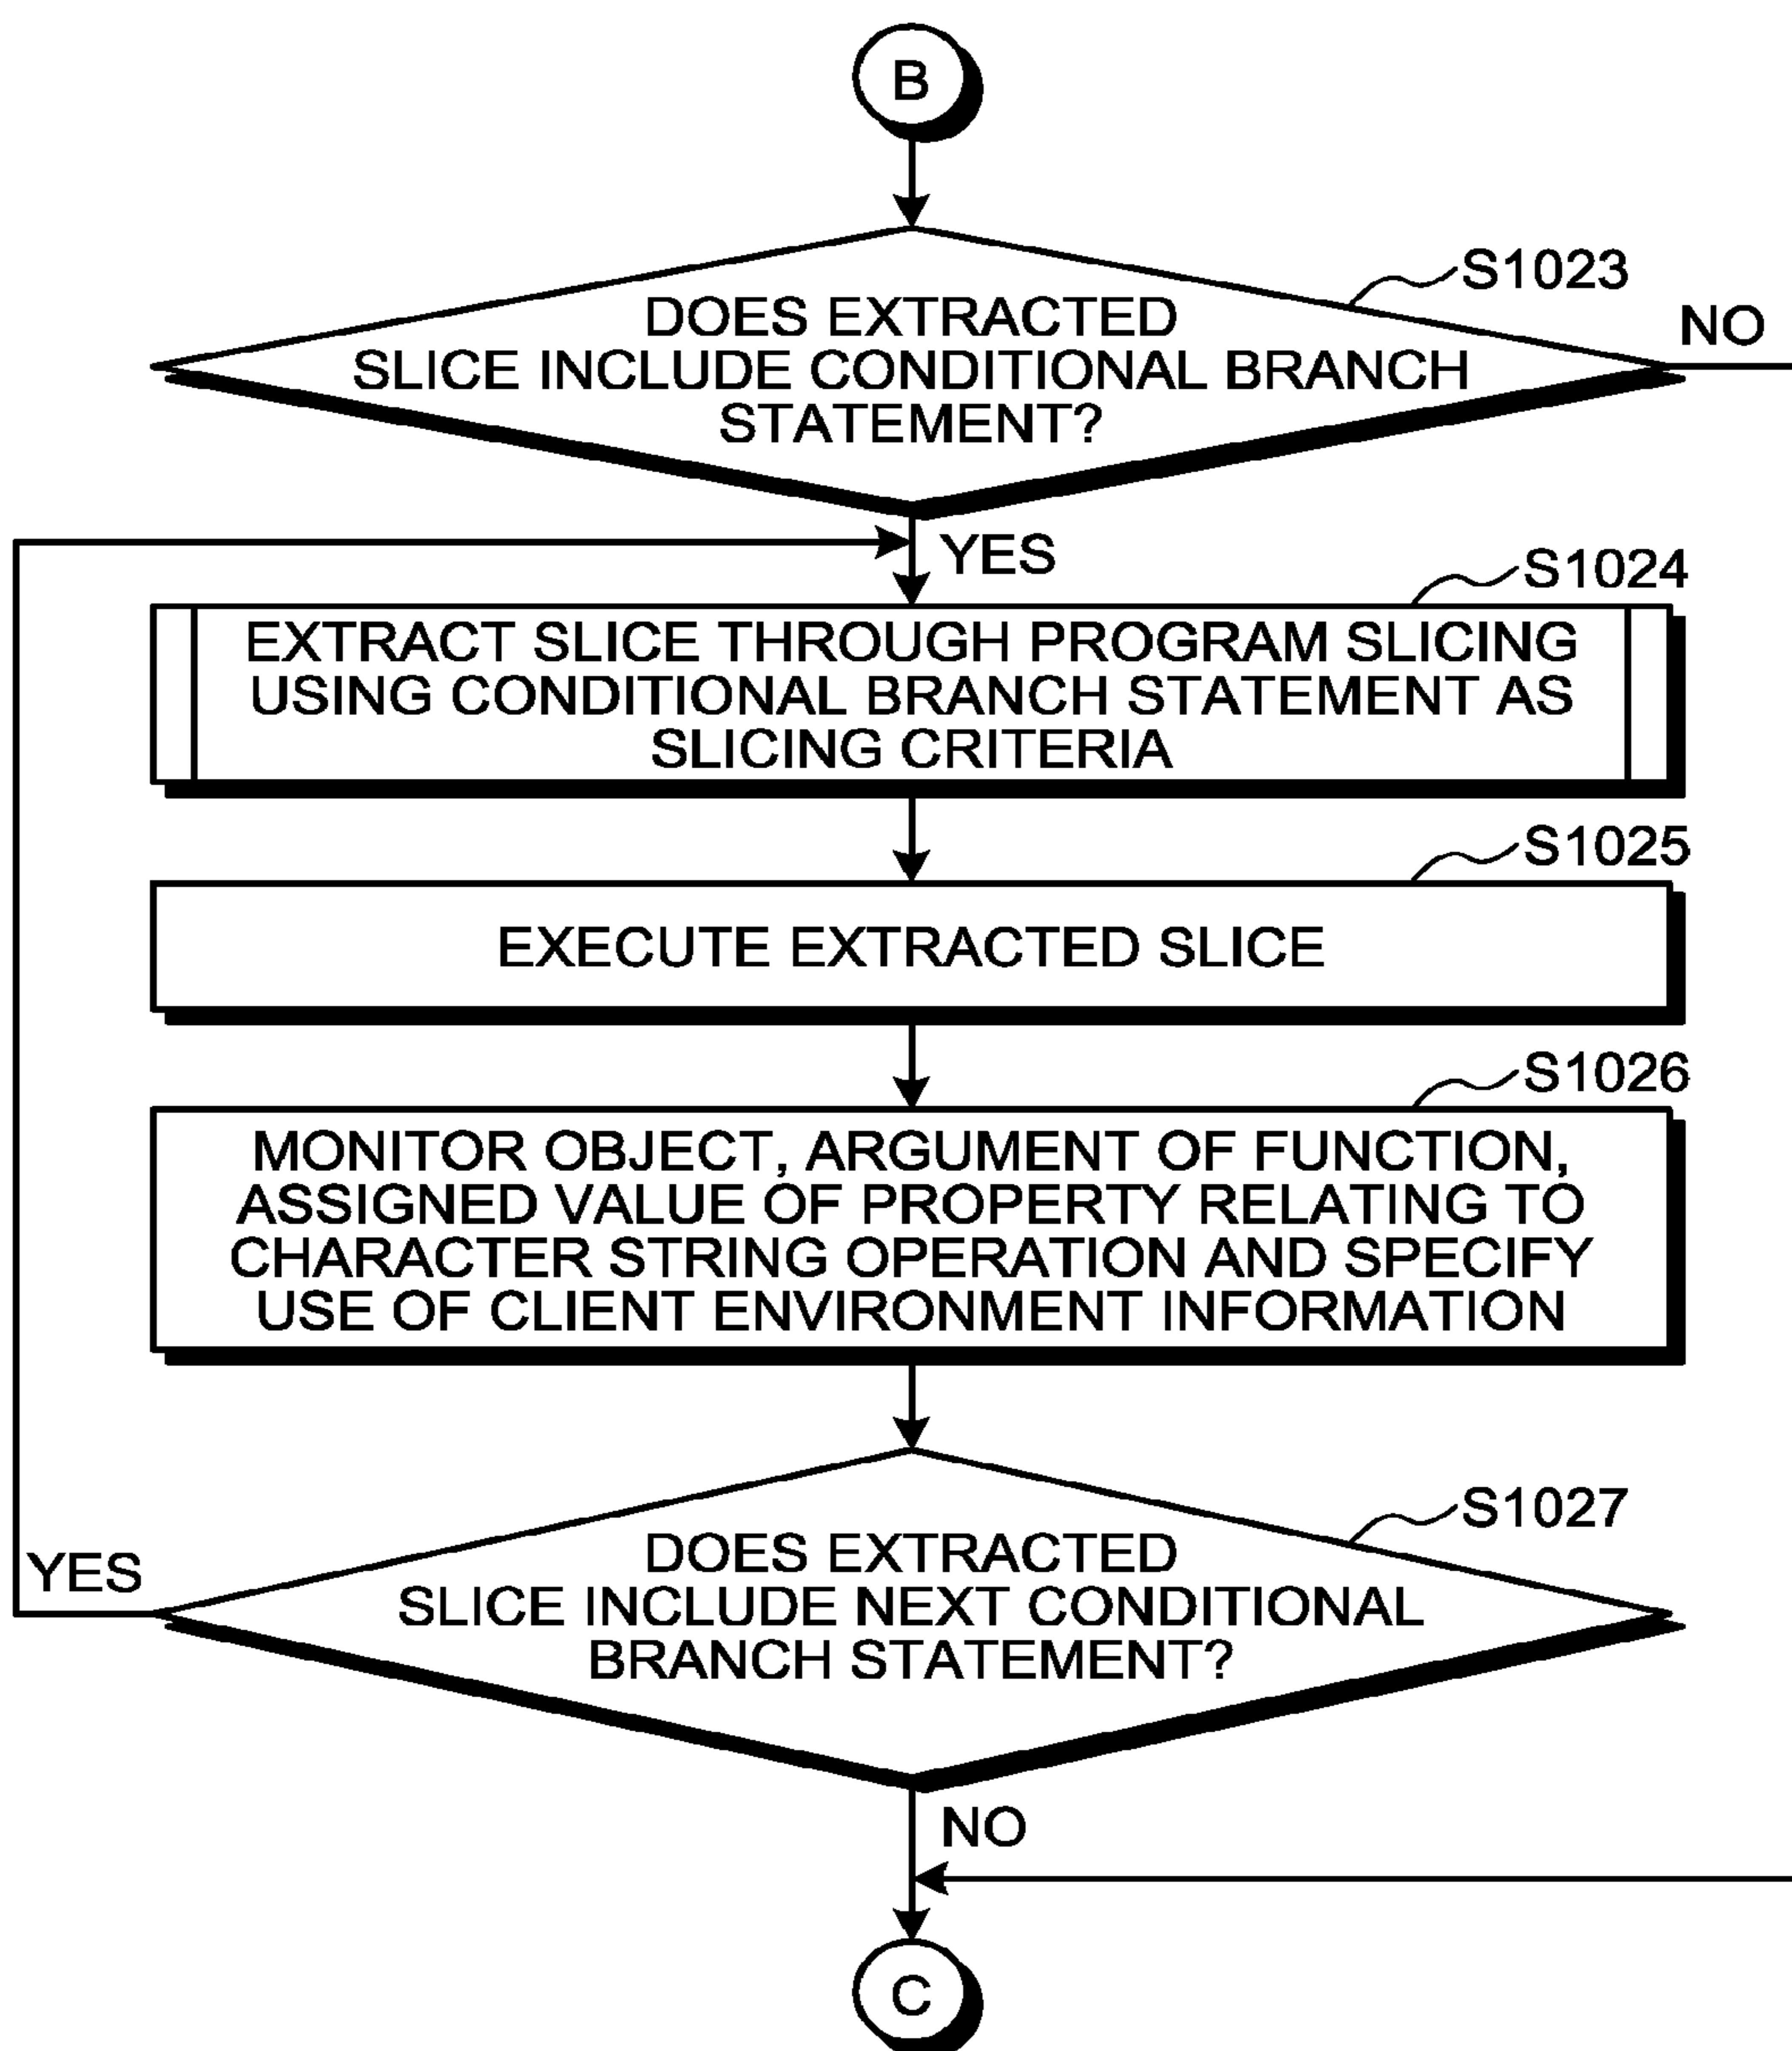 B
S1023
NO
DOES EXTRACTED
SLICE INCLUDE CONDITIONAL BRANCH
STATEMENT?
YES
S1024
EXTRACT SLICE THROUGH PROGRAM SLICING
USING CONDITIONAL BRANCH STATEMENT AS
SLICING CRITERIA
S1025
EXECUTE EXTRACTED SLICE
S1026
MONITOR OBJECT, ARGUMENT OF FUNCTION,
ASSIGNED VALUE OF PROPERTY RELATING TO
CHARACTER STRING OPERATION AND SPECIFY
USE OF CLIENT ENVIRONMENT INFORMATION
S1027
YES
DOES EXTRACTED
SLICE INCLUDE NEXT CONDITIONAL
BRANCH STATEMENT?
NO
C